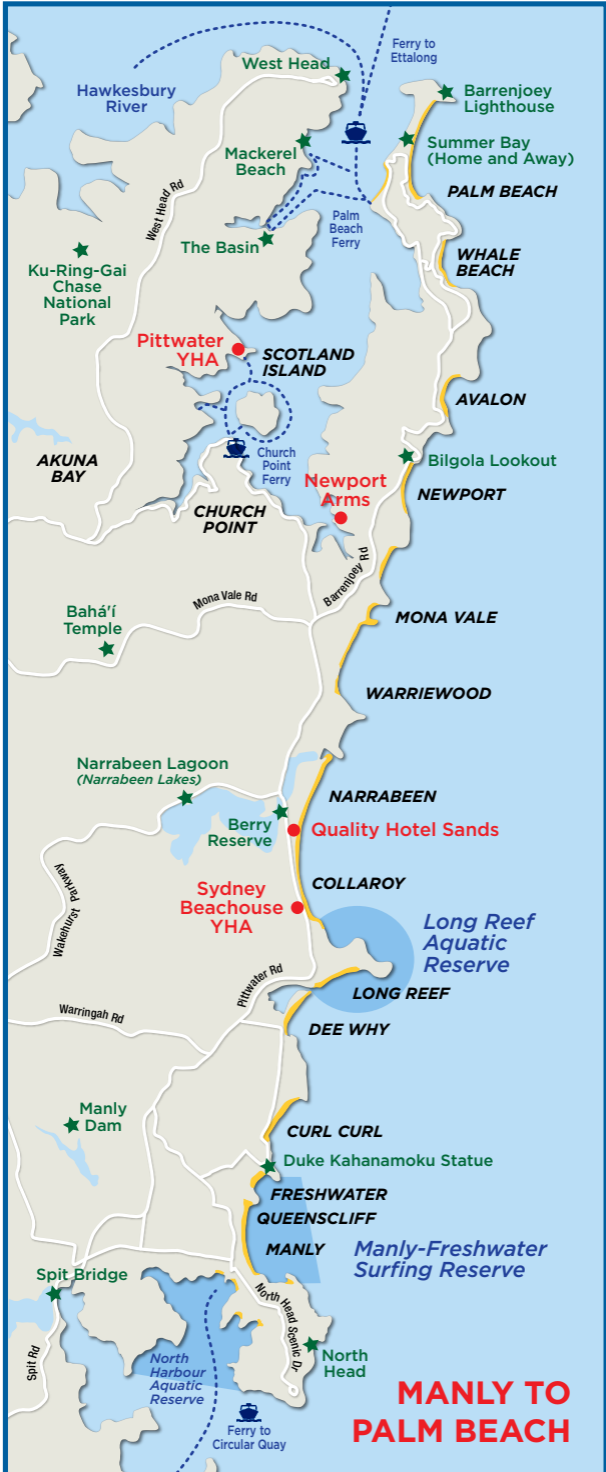 Ferry to
Ettalong
West Head
Hawkesbury
River
Barrenjoey
Lighthouse
Summer Bay
(Home and Away)
Mackerel
Beach
PALM BEACH
West Head Rd
Palm
Beach
Ferry
The Basin
WHALE
BEACH
Ku-Ring-Gai
Chase
National
Park
Pittwater
YHA
SCOTLAND
ISLAND
AVALON
AKUNA
BAY
Church
Point
Ferry
Bilgola Lookout
Newport
Arms
NEWPORT
CHURCH
POINT
Barrenjoey Rd
Mona Vale Rd
Bahá'í
Temple
MONA VALE
WARRIEWOOD
Narrabeen Lagoon
(Narrabeen Lakes)
NARRABEEN
Berry
Reserve
Quality Hotel Sands
Wakehurst Parkway
Sydney
Beachouse
YHA
COLLAROY
Long Reef
Aquatic
Reserve
Pittwater Rd
LONG REEF
Warringah Rd
DEE WHY
Manly
Dam
CURL CURL
Duke Kahanamoku Statue
FRESHWATER
QUEENSCLIFF
MANLY
Manly-Freshwater
Surfing Reserve
Spit Bridge
North Head Scenic Dr
Spit Rd
North
Harbour
Aquatic
Reserve
North
Head
Ferry to
Circular Quay
MANLY TO
PALM BEACH